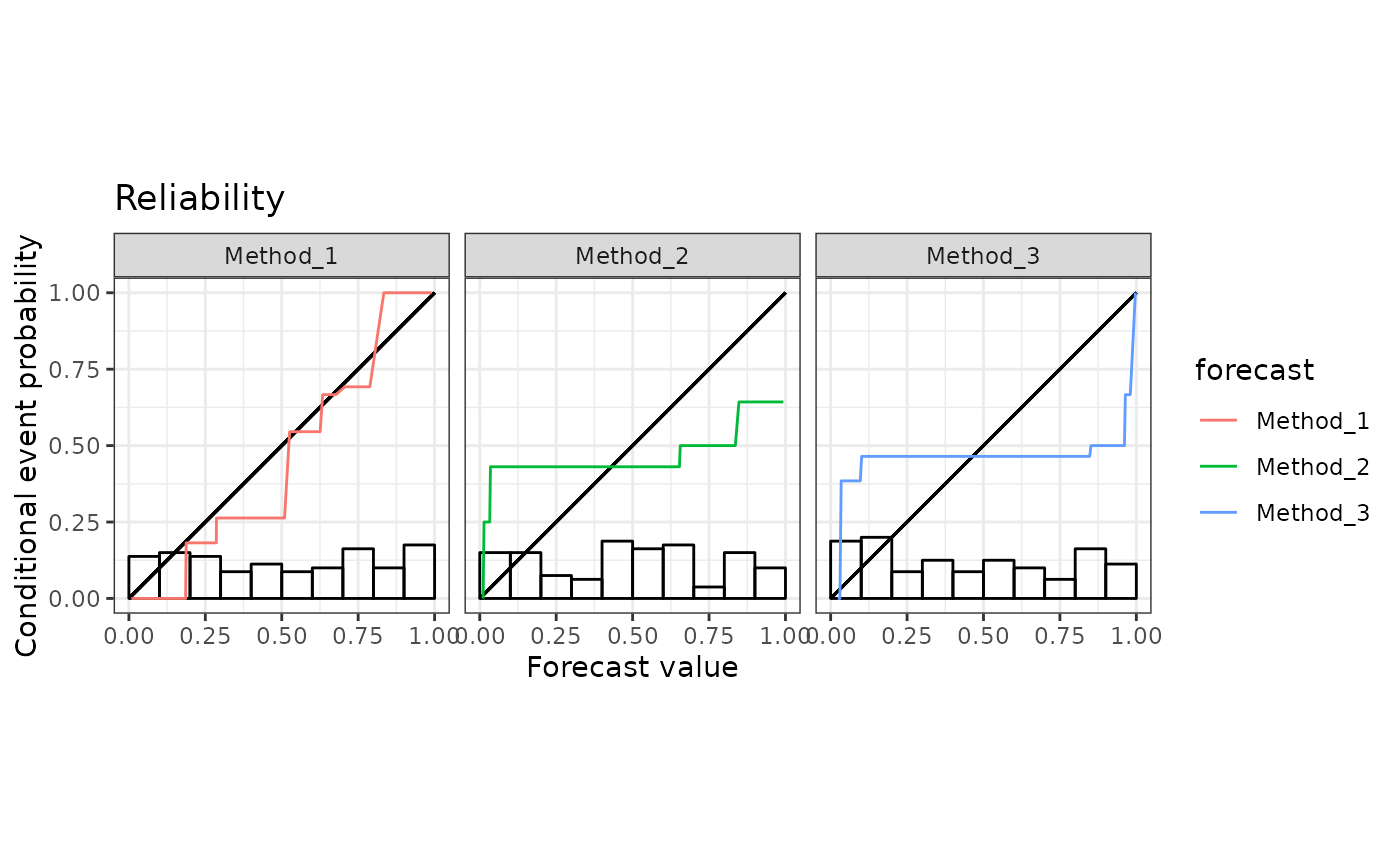 Reliability
Method_1 Method_2 Method_3
Conditional event probability
1.00
0.75
0.50
0.25
0.00
0.00 0.25 0.50 0.75 1.00 0.00 0.25 0.50 0.75 1.00 0.00 0.25 0.50 0.75 1.00
Forecast value
forecast
Method_1
Method_2
Method_3